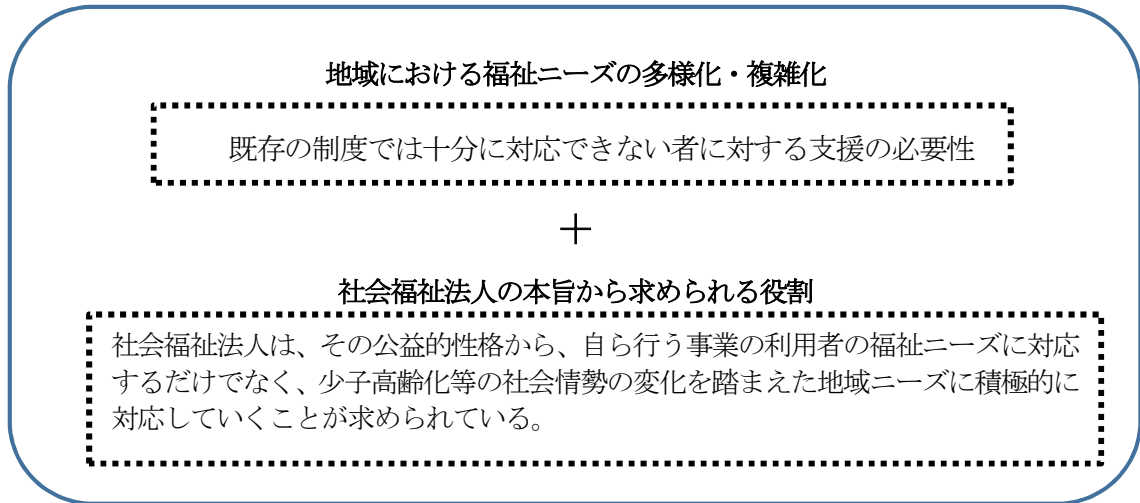 地域における福祉ニーズの多様化・複雑化
既存の制度では十分に対応できない者に対する支援の必要性
＋
社会福祉法人の本旨から求められる役割
社会福祉法人は、その公益的性格から、自ら行う事業の利用者の福祉ニーズに対応
するだけでなく、少子高齢化等の社会情勢の変化を踏まえた地域ニーズに積極的に
対応していくことが求められている。